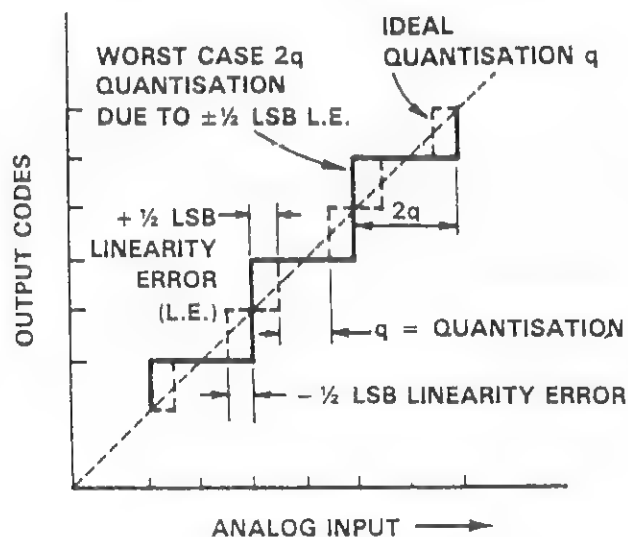 IDEAL
QUANTISATION q
WORST CASE 2q
QUANTISATION
DUE TO ±½ LSB L.E.
2q
+ ½ LSB
LINEARITY
ERROR
(L.E.)
q = QUANTISATION
- ½ LSB LINEARITY ERROR
OUTPUT CODES
ANALOG INPUT